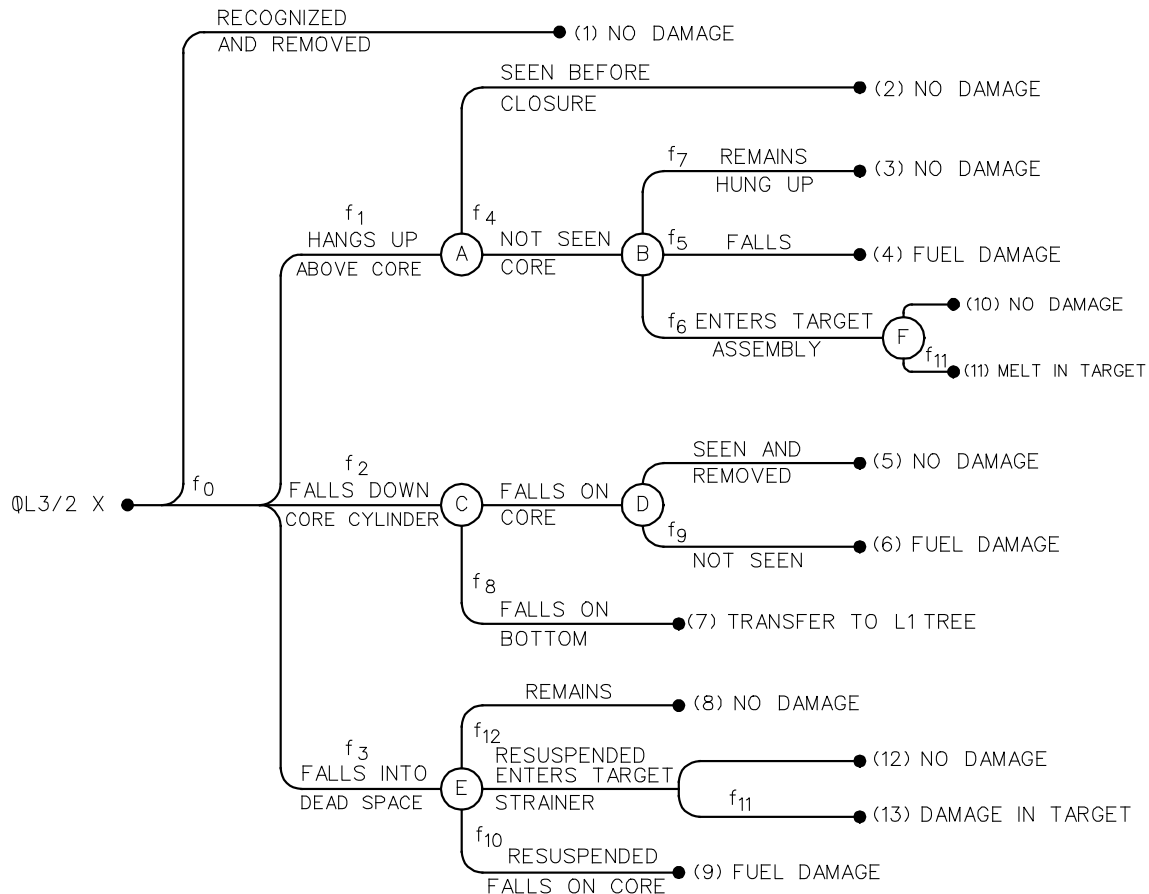 RECOGNIZED
AND REMOVED
(1) NO DAMAGE
SEEN BEFORE
CLOSURE
(2) NO DAMAGE
f7 REMAINS
HUNG UP
(3) NO DAMAGE
f1
HANGS UP
ABOVE CORE
A
f4
NOT SEEN
CORE
B
f5 FALLS
(4) FUEL DAMAGE
f6 ENTERS TARGET
ASSEMBLY
F
(10) NO DAMAGE
f11
(11) MELT IN TARGET
QL3/2 X
f0
f2
FALLS DOWN
CORE CYLINDER
C
FALLS ON
CORE
D
SEEN AND
REMOVED
(5) NO DAMAGE
f9
NOT SEEN
(6) FUEL DAMAGE
f8
FALLS ON
BOTTOM
(7) TRANSFER TO L1 TREE
f3
FALLS INTO
DEAD SPACE
E
REMAINS
(8) NO DAMAGE
f12
RESUSPENDED
ENTERS TARGET
STRAINER
(12) NO DAMAGE
f11
(13) DAMAGE IN TARGET
f10
RESUSPENDED
FALLS ON CORE
(9) FUEL DAMAGE